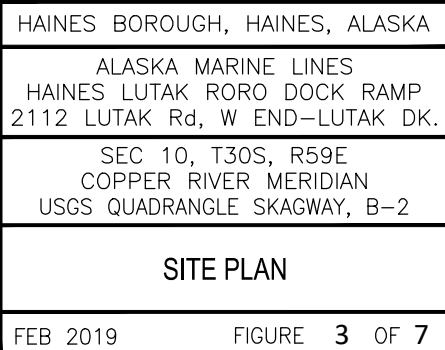 HAINES BOROUGH, HAINES, ALASKA
ALASKA MARINE LINES
HAINES LUTAK RORO DOCK RAMP
2112 LUTAK Rd, W END-LUTAK DK.
SEC 10, T30S, R59E
COPPER RIVER MERIDIAN
USGS QUADRANGLE SKAGWAY, B-2
SITE PLAN
FEB 2019 FIGURE 3 OF 7